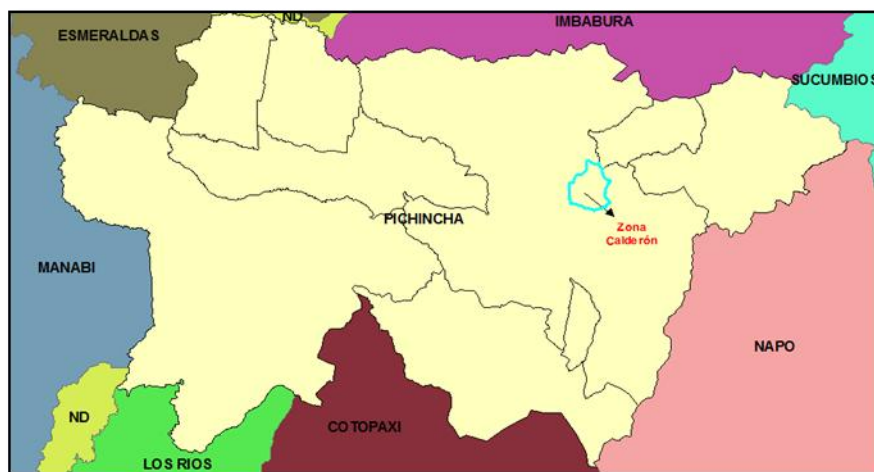 ND
IMBABURA
ESMERALDAS
SUCUMBIOS
PICHINCHA
Zona
Calderón
MANABI
NAPO
ND
COTOPAXI
LOS RIOS